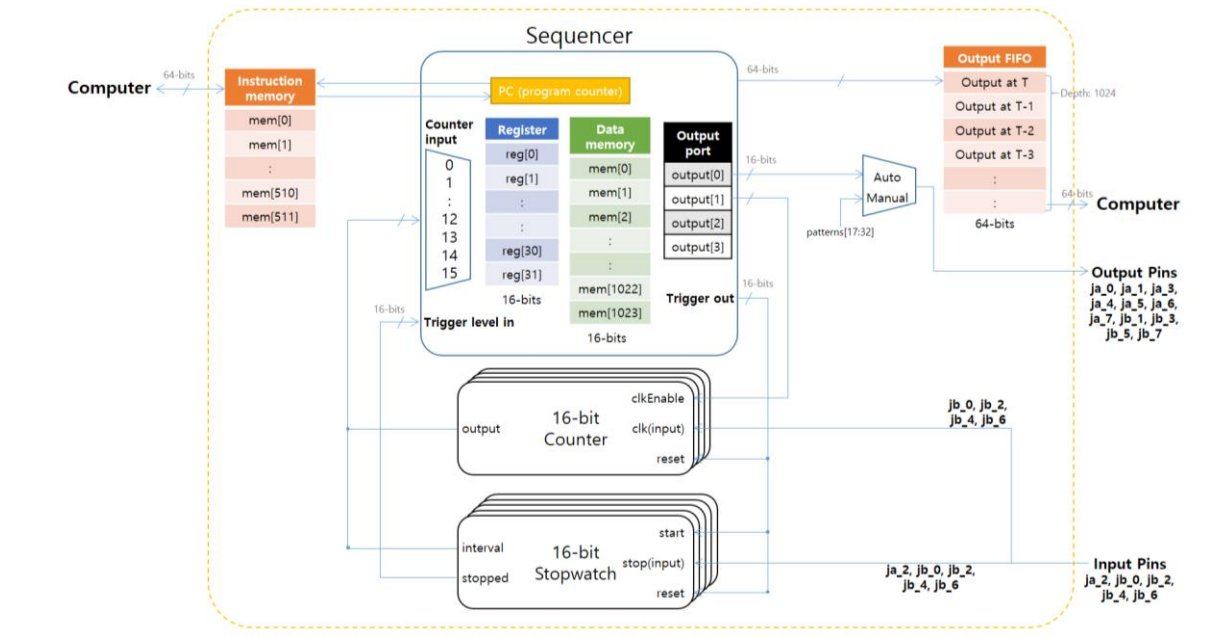 Sequencer
Computer
64-bits
Instruction
memory
mem[0]
mem[1]
:
mem[510]
mem[511]
PC (program counter)
Counter
input
0
1
:
12
13
14
15
Register
reg[0]
reg[1]
:
:
reg[30]
reg[31]
16-bits
Data
memory
mem[0]
mem[1]
mem[2]
:
:
mem[1022]
mem[1023]
16-bits
Output
port
output[0]
output[1]
output[2]
output[3]
Trigger out
16-bits
16-bits
Trigger level in
64-bits
16-bits
Auto
Manual
patterns[17:32]
Output FIFO
Output at T
Output at T-1
Output at T-2
Output at T-3
:
:
64-bits
Depth: 1024
64-bits
Computer
Output Pins
ja_0, ja_1, ja_3,
ja_4, ja_5, ja_6,
ja_7, jb_1, jb_3,
jb_5, jb_7
output
16-bit
Counter
clkEnable
clk(input)
reset
jb_0, jb_2,
jb_4, jb_6
interval
stopped
16-bit
Stopwatch
start
stop(input)
reset
ja_2, jb_0, jb_2,
jb_4, jb_6
Input Pins
ja_2, jb_0, jb_2,
jb_4, jb_6